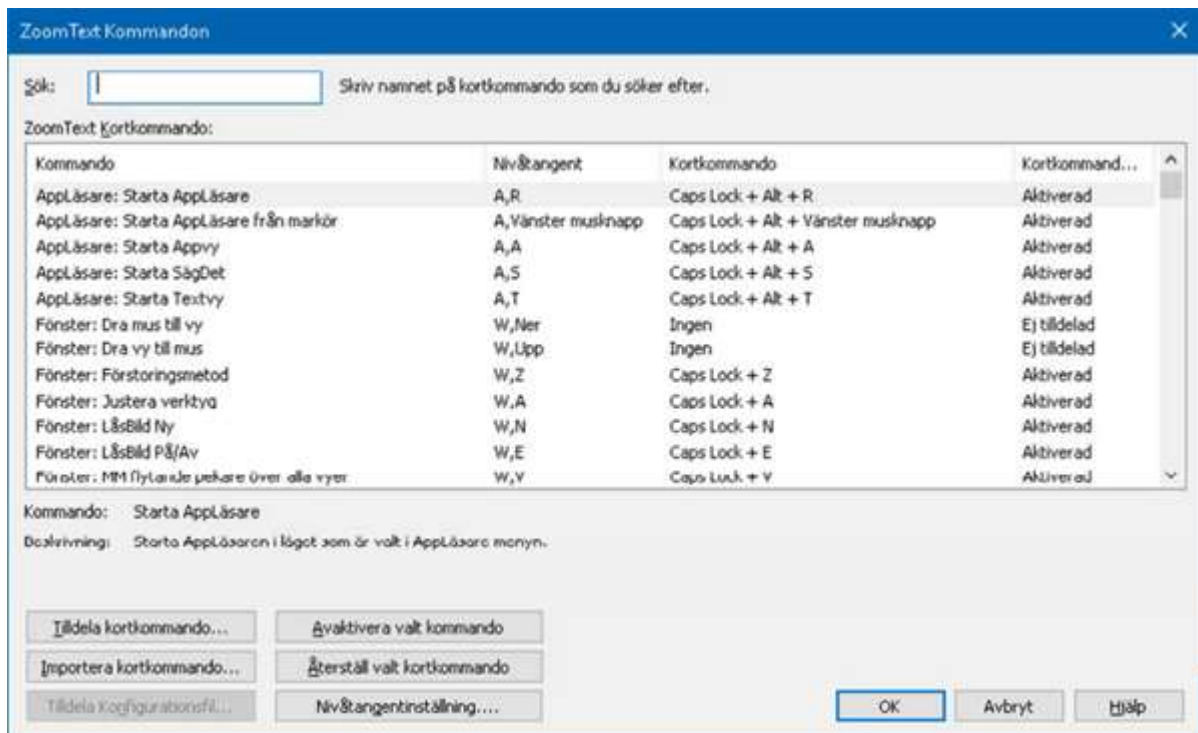 ZoomText Kommandon
Sök: Skriv namnet på kortkommando som du söker efter.
ZoomText Kortkommando:
Kommando Nivåtangent Kortkommando Kortkommand...
AppLäsare: Starta AppLäsare A,R Caps Lock + Alt + R Aktiverad
AppLäsare: Starta AppLäsare från markör A,Vänster musknapp Caps Lock + Alt + Vänster musknapp Aktiverad
AppLäsare: Starta Appvy A,A Caps Lock + Alt + A Aktiverad
AppLäsare: Starta SägDet A,S Caps Lock + Alt + S Aktiverad
AppLäsare: Starta Textvy A,T Caps Lock + Alt + T Aktiverad
Fönster: Dra mus till vy W,Ner Ingen Ej tilldelad
Fönster: Dra vy till mus W,Upp Ingen Ej tilldelad
Fönster: Förstoringsmetod W,Z Caps Lock + Z Aktiverad
Fönster: Justera verktyg W,A Caps Lock + A Aktiverad
Fönster: LåsBild Ny W,N Caps Lock + N Aktiverad
Fönster: LåsBild På/Av W,E Caps Lock + E Aktiverad
Fönster: MM flytande pekare över alla vyer W,V Caps Lock + V Aktiverad
Kommando: Starta AppLäsare
Beskrivning: Starta AppLäsaren i läget som är valt i AppLäsare menyn.
Tilldela kortkommando... Avaktivera valt kommando
Importera kortkommando... Återställ valt kortkommando
Tilldela Konfigurationsfil... Nivåtangentinställning.... OK Avbryt Hjälp